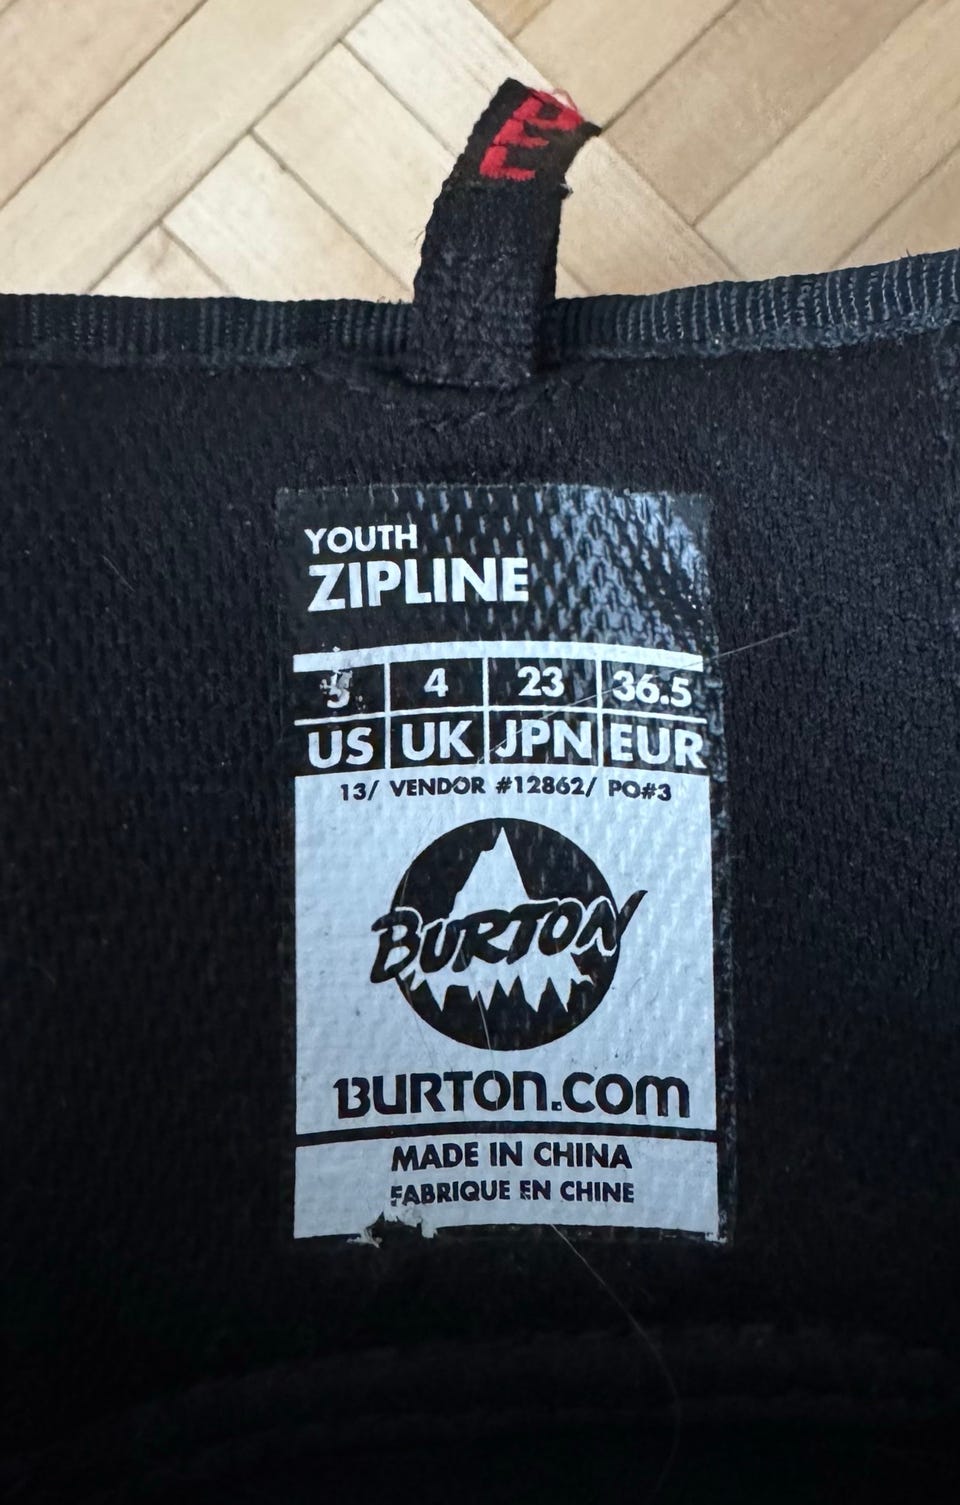 YOUTH
ZIPLINE
5 4 23 36.5
US UK JPN EUR
13/ VENDOR #12862/ PO#3
BURTON
BURTON.COM
MADE IN CHINA
FABRIQUE EN CHINE